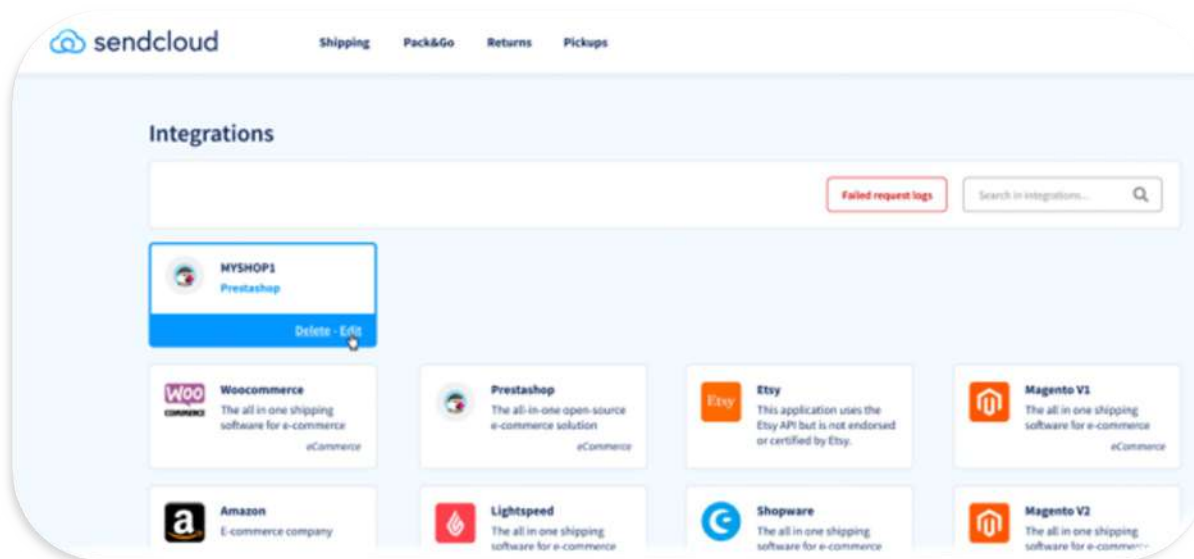 sendcloud
Shipping Pack&Go Returns Pickups
Integrations
Failed request logs
Search in integrations...
MYSHOP1
Prestashop
Delete - Edit
WOO
COMMERCE
Woocommerce
The all in one shipping
software for e-commerce
eCommerce
Prestashop
The all-in-one open-source
e-commerce solution
eCommerce
Etsy
Etsy
This application uses the
Etsy API but is not endorsed
or certified by Etsy.
Magento V1
The all in one shipping
software for e-commerce
eCommerce
a
Amazon
E-commerce company
Lightspeed
The all in one shipping
software for e-commerce
Shopware
The all in one shipping
software for e-commerce
Magento V2
The all in one shipping
software for e-commerce